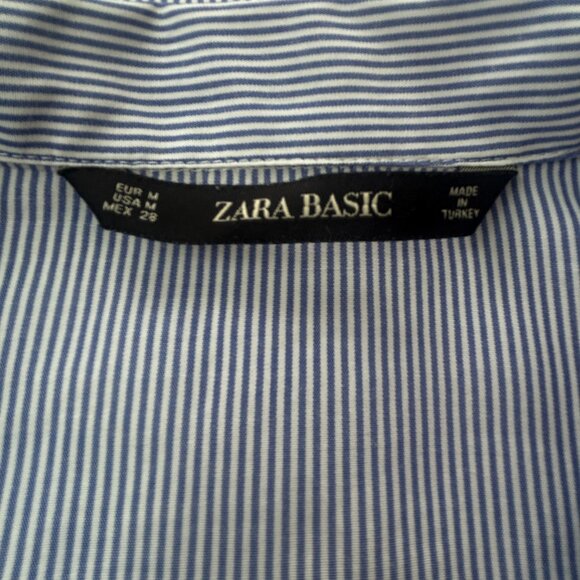 EUR M
USA M
MEX 28
ZARA BASIC
MADE
IN
TURKEY